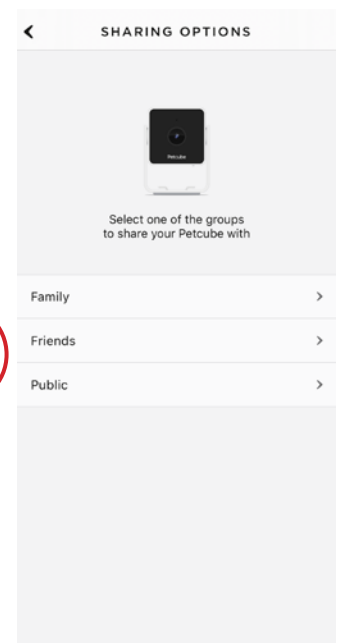 SHARING OPTIONS
Petcube
Select one of the groups
to share your Petcube with
Family
Friends
Public